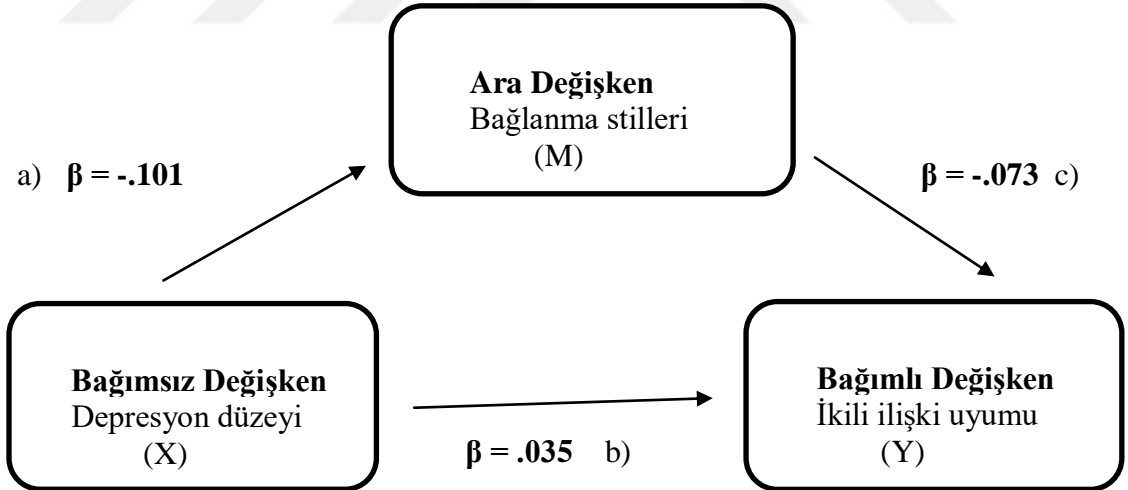 Ara Değişken
Bağlanma stilleri
(M)
a) β = -.101
β = -.073 c)
Bağımsız Değişken
Depresyon düzeyi
(X)
β = .035 b)
Bağımlı Değişken
İkili ilişki uyumu
(Y)